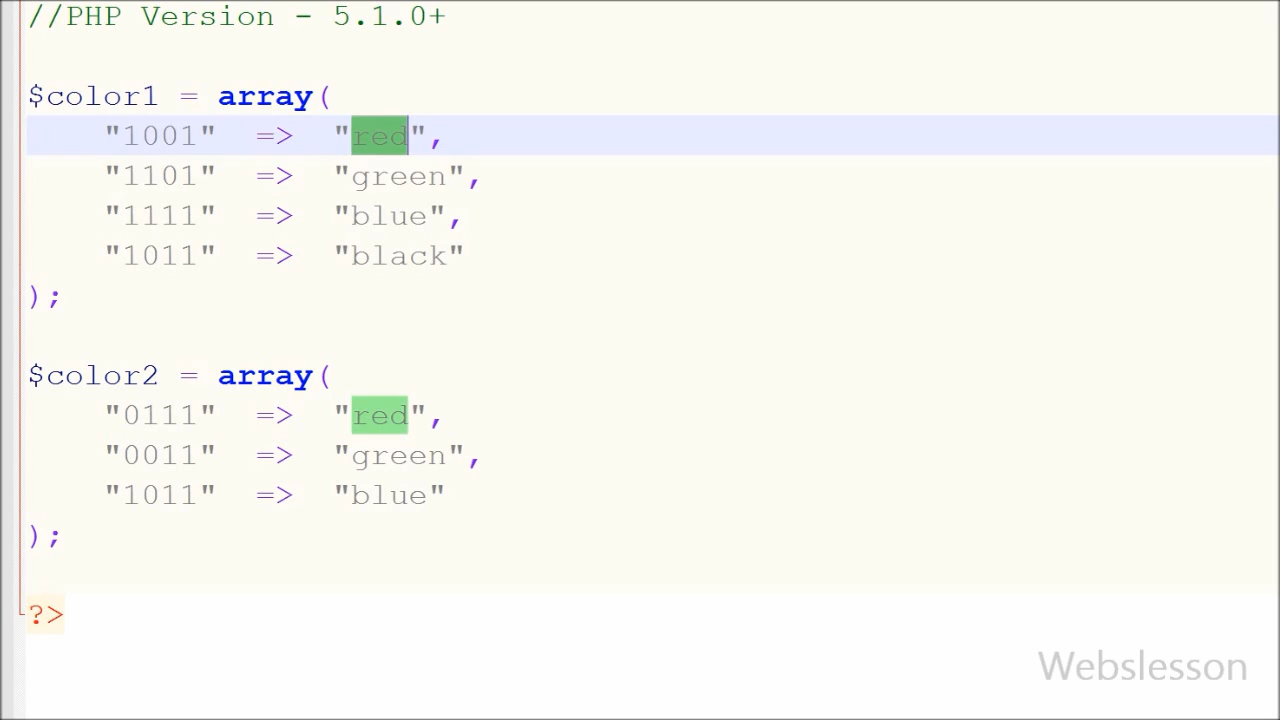 //PHP Version - 5.1.0+
$color1 = array(
"1001" => "red",
"1101" => "green",
"1111" => "blue",
"1011" => "black"
);
$color2 = array(
"0111" => "red",
"0011" => "green",
"1011" => "blue"
);
?>
Webslesson